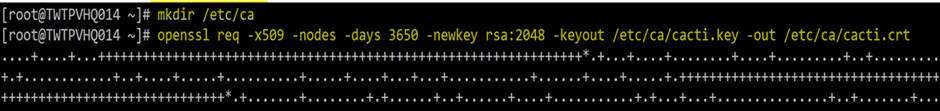 [root@TWTPVHQ014 ~]# mkdir /etc/ca
[root@TWTPVHQ014 ~]# openssl req -x509 -nodes -days 3650 -newkey rsa:2048 -keyout /etc/ca/cacti.key -out /etc/ca/cacti.crt
....+....+...+++++++++++++++++++++++++++++++++++++++++++++++++++++++++++++++++*.+...+....+........+....+.........+..+.........
+.+............+..+....+......+..........+.....+....+...+.....+..+............+......+....+.....+.++++++++++++++++++++++++++++++++++++
+++++++++++++++++++++++++++++*.+.......+........+.+......+..+...+.......+....+..........+..+...+...+............+..+.......+....+...